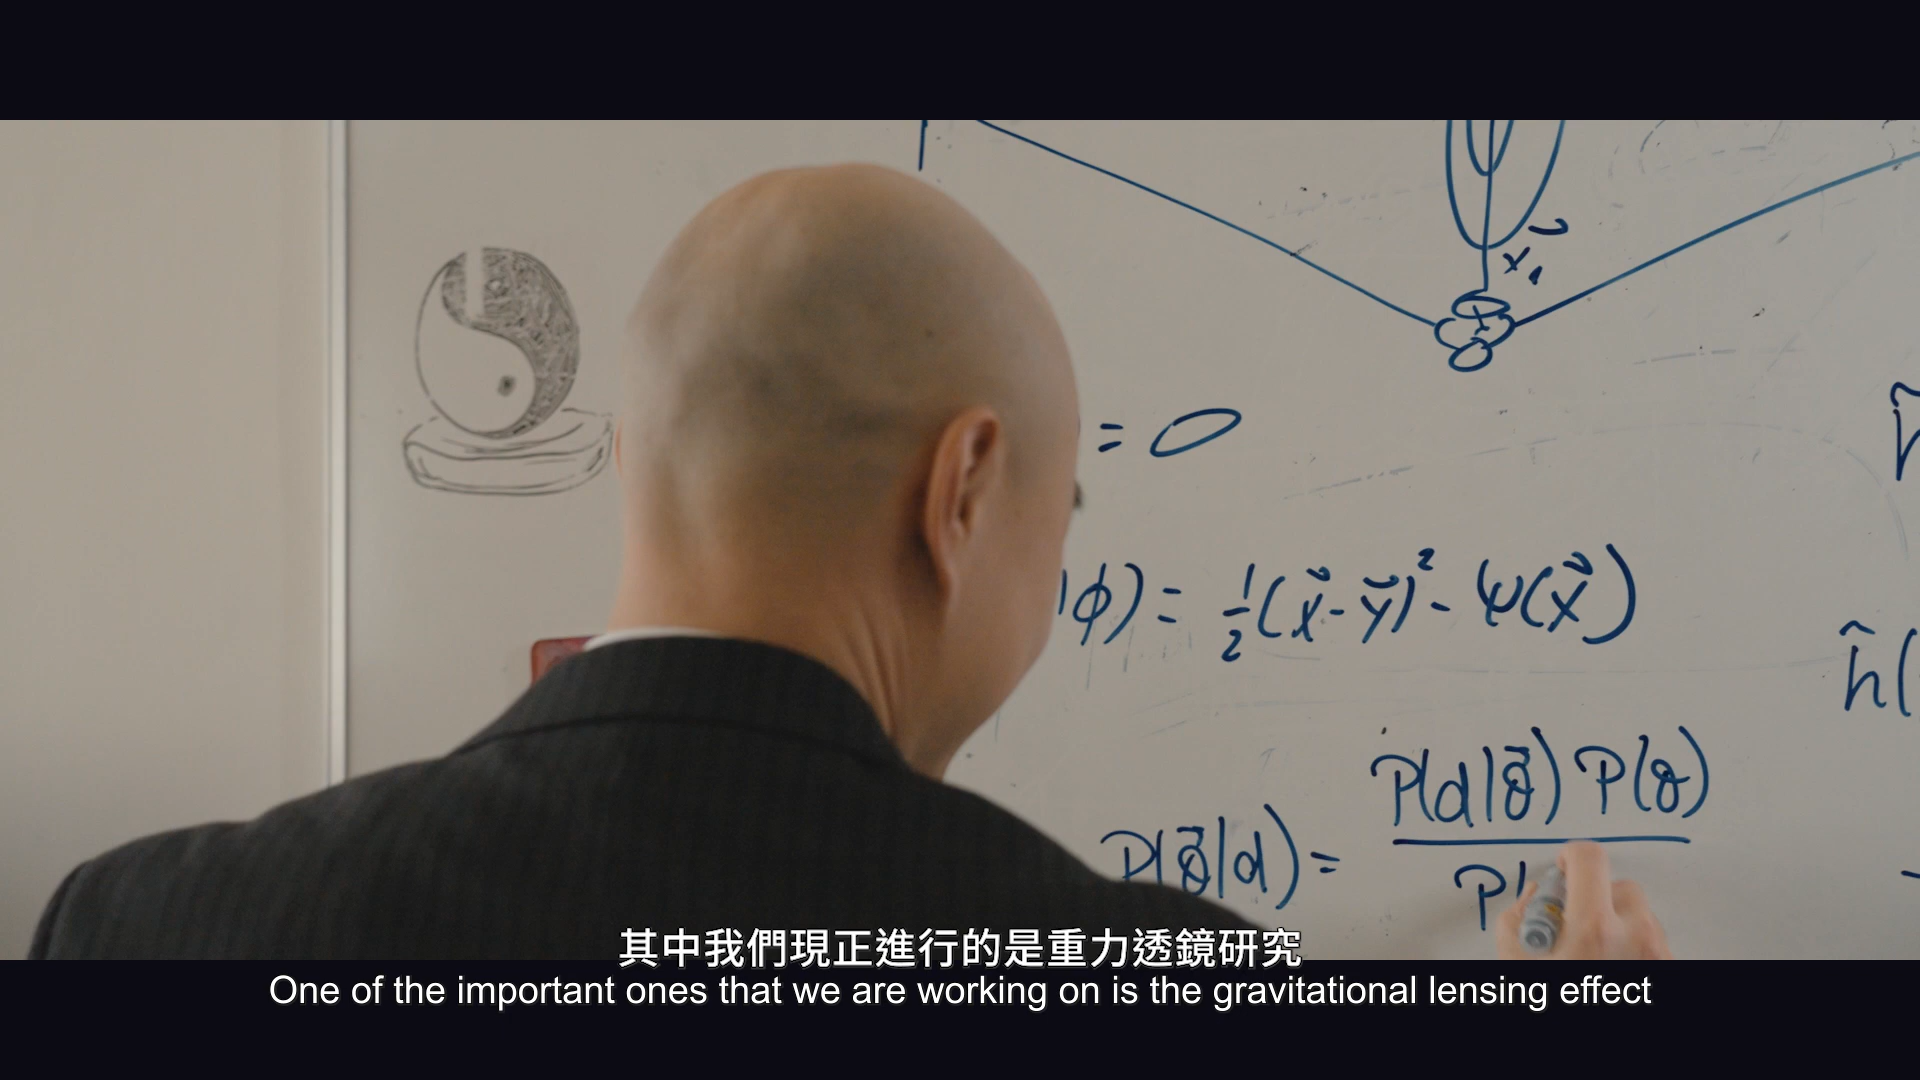 x⃗₁
= 0
|ϕ) = ½(x⃗ - y⃗)² - ψ(x⃗)
ĥ(
P(θ⃗|d) = P(d|θ⃗) P(θ) / P(
其中我們現正進行的是重力透鏡研究
One of the important ones that we are working on is the gravitational lensing effect